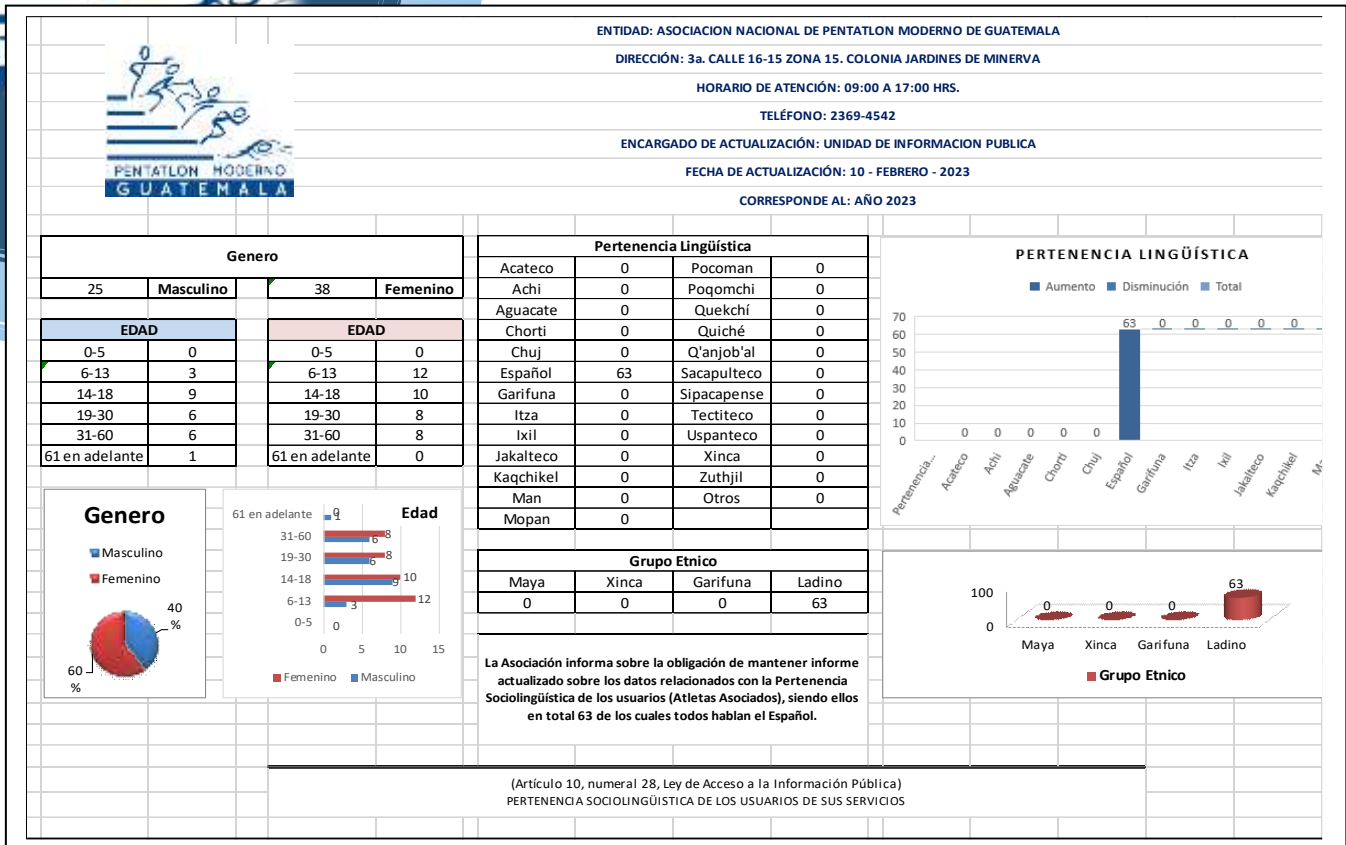 ENTIDAD: ASOCIACION NACIONAL DE PENTATLON MODERNO DE GUATEMALA
DIRECCIÓN: 3a. CALLE 16-15 ZONA 15. COLONIA JARDINES DE MINERVA
HORARIO DE ATENCIÓN: 09:00 A 17:00 HRS.
TELÉFONO: 2369-4542
ENCARGADO DE ACTUALIZACIÓN: UNIDAD DE INFORMACION PUBLICA
FECHA DE ACTUALIZACIÓN: 10 - FEBRERO - 2023
CORRESPONDE AL: AÑO 2023
PENTATLON MODERNO
GUATEMALA
Genero
25 Masculino 38 Femenino
EDAD EDAD
0-5 0 0-5 0
6-13 3 6-13 12
14-18 9 14-18 10
19-30 6 19-30 8
31-60 6 31-60 8
61 en adelante 1 61 en adelante 0
Pertenencia Lingüística
Acateco 0 Pocoman 0
Achi 0 Poqomchi 0
Aguacate 0 Quekchí 0
Chorti 0 Quiché 0
Chuj 0 Q'anjob'al 0
Español 63 Sacapulteco 0
Garifuna 0 Sipacapense 0
Itza 0 Tectiteco 0
Ixil 0 Uspanteco 0
Jakalteco 0 Xinca 0
Kaqchikel 0 Zuthjil 0
Man 0 Otros 0
Mopan 0
PERTENENCIA LINGÜÍSTICA
Aumento Disminución Total
70
60
50
40
30
20
10
0
0 0 0 0 0 63 0 0 0 0 0
Pertenencia... Acateco Achi Aguacate Chorti Chuj Español Garifuna Itza Ixil Jakalteco Kaqchikel
Genero
Masculino
Femenino
40 %
60 %
Edad
61 en adelante 0 1
31-60 8 6
19-30 8 6
14-18 10 9
6-13 12 3
0-5 0
0 5 10 15
Femenino Masculino
Grupo Etnico
Maya Xinca Garifuna Ladino
0 0 0 63
La Asociación informa sobre la obligación de mantener informe
actualizado sobre los datos relacionados con la Pertenencia
Sociolingüística de los usuarios (Atletas Asociados), siendo ellos
en total 63 de los cuales todos hablan el Español.
100
0
0 0 0 63
Maya Xinca Garifuna Ladino
Grupo Etnico
(Artículo 10, numeral 28, Ley de Acceso a la Información Pública)
PERTENENCIA SOCIOLINGÜISTICA DE LOS USUARIOS DE SUS SERVICIOS